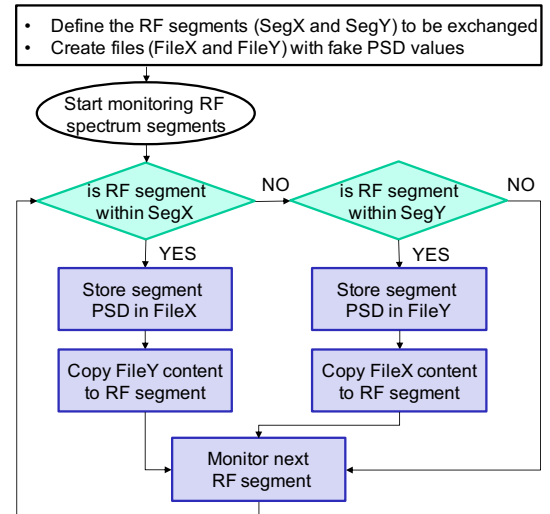 • Define the RF segments (SegX and SegY) to be exchanged
• Create files (FileX and FileY) with fake PSD values
Start monitoring RF
spectrum segments
is RF segment
within SegX
NO
is RF segment
within SegY
NO
YES
YES
Store segment
PSD in FileX
Store segment
PSD in FileY
Copy FileY content
to RF segment
Copy FileX content
to RF segment
Monitor next
RF segment